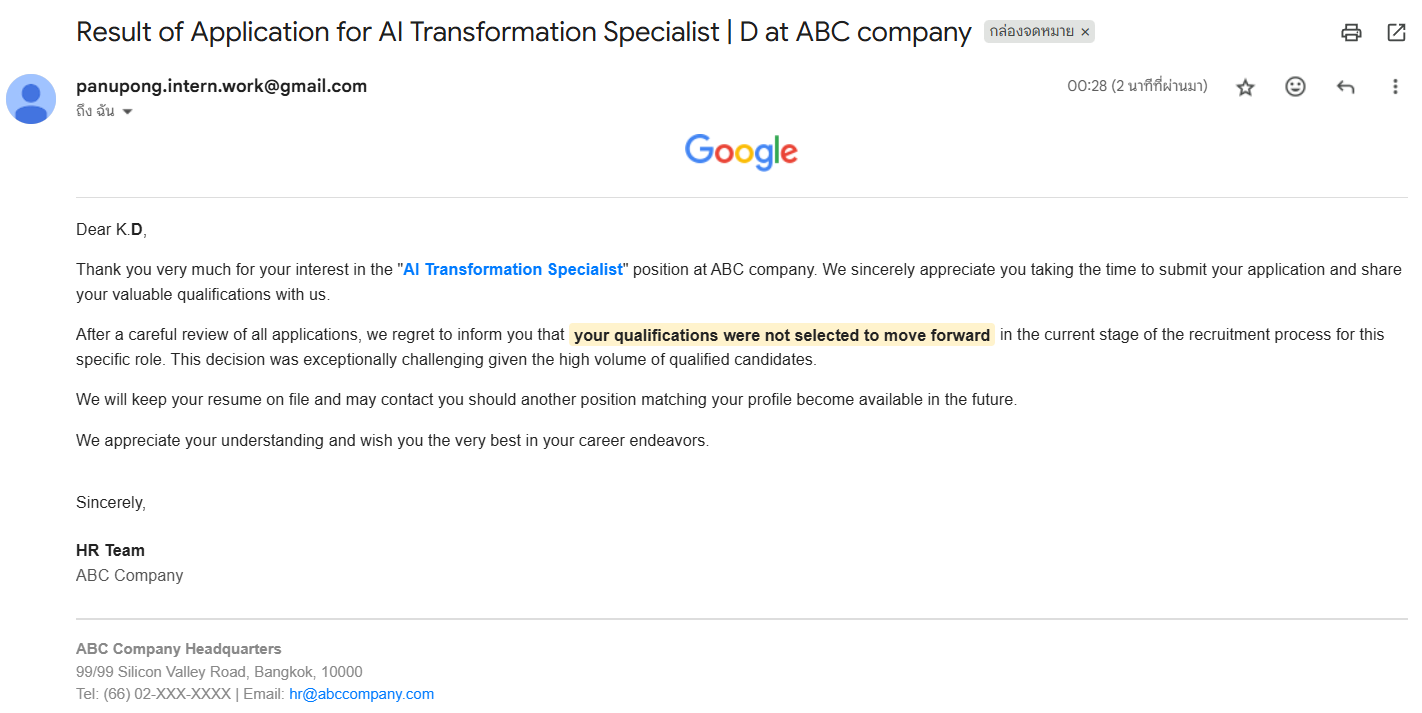 Result of Application for AI Transformation Specialist | D at ABC company กล่องจดหมาย ×
panupong.intern.work@gmail.com 00:28 (2 นาทีที่ผ่านมา)
ถึง ฉัน
Google
Dear K.D,
Thank you very much for your interest in the "AI Transformation Specialist" position at ABC company. We sincerely appreciate you taking the time to submit your application and share
your valuable qualifications with us.
After a careful review of all applications, we regret to inform you that your qualifications were not selected to move forward in the current stage of the recruitment process for this
specific role. This decision was exceptionally challenging given the high volume of qualified candidates.
We will keep your resume on file and may contact you should another position matching your profile become available in the future.
We appreciate your understanding and wish you the very best in your career endeavors.
Sincerely,
HR Team
ABC Company
ABC Company Headquarters
99/99 Silicon Valley Road, Bangkok, 10000
Tel: (66) 02-XXX-XXXX | Email: hr@abccompany.com